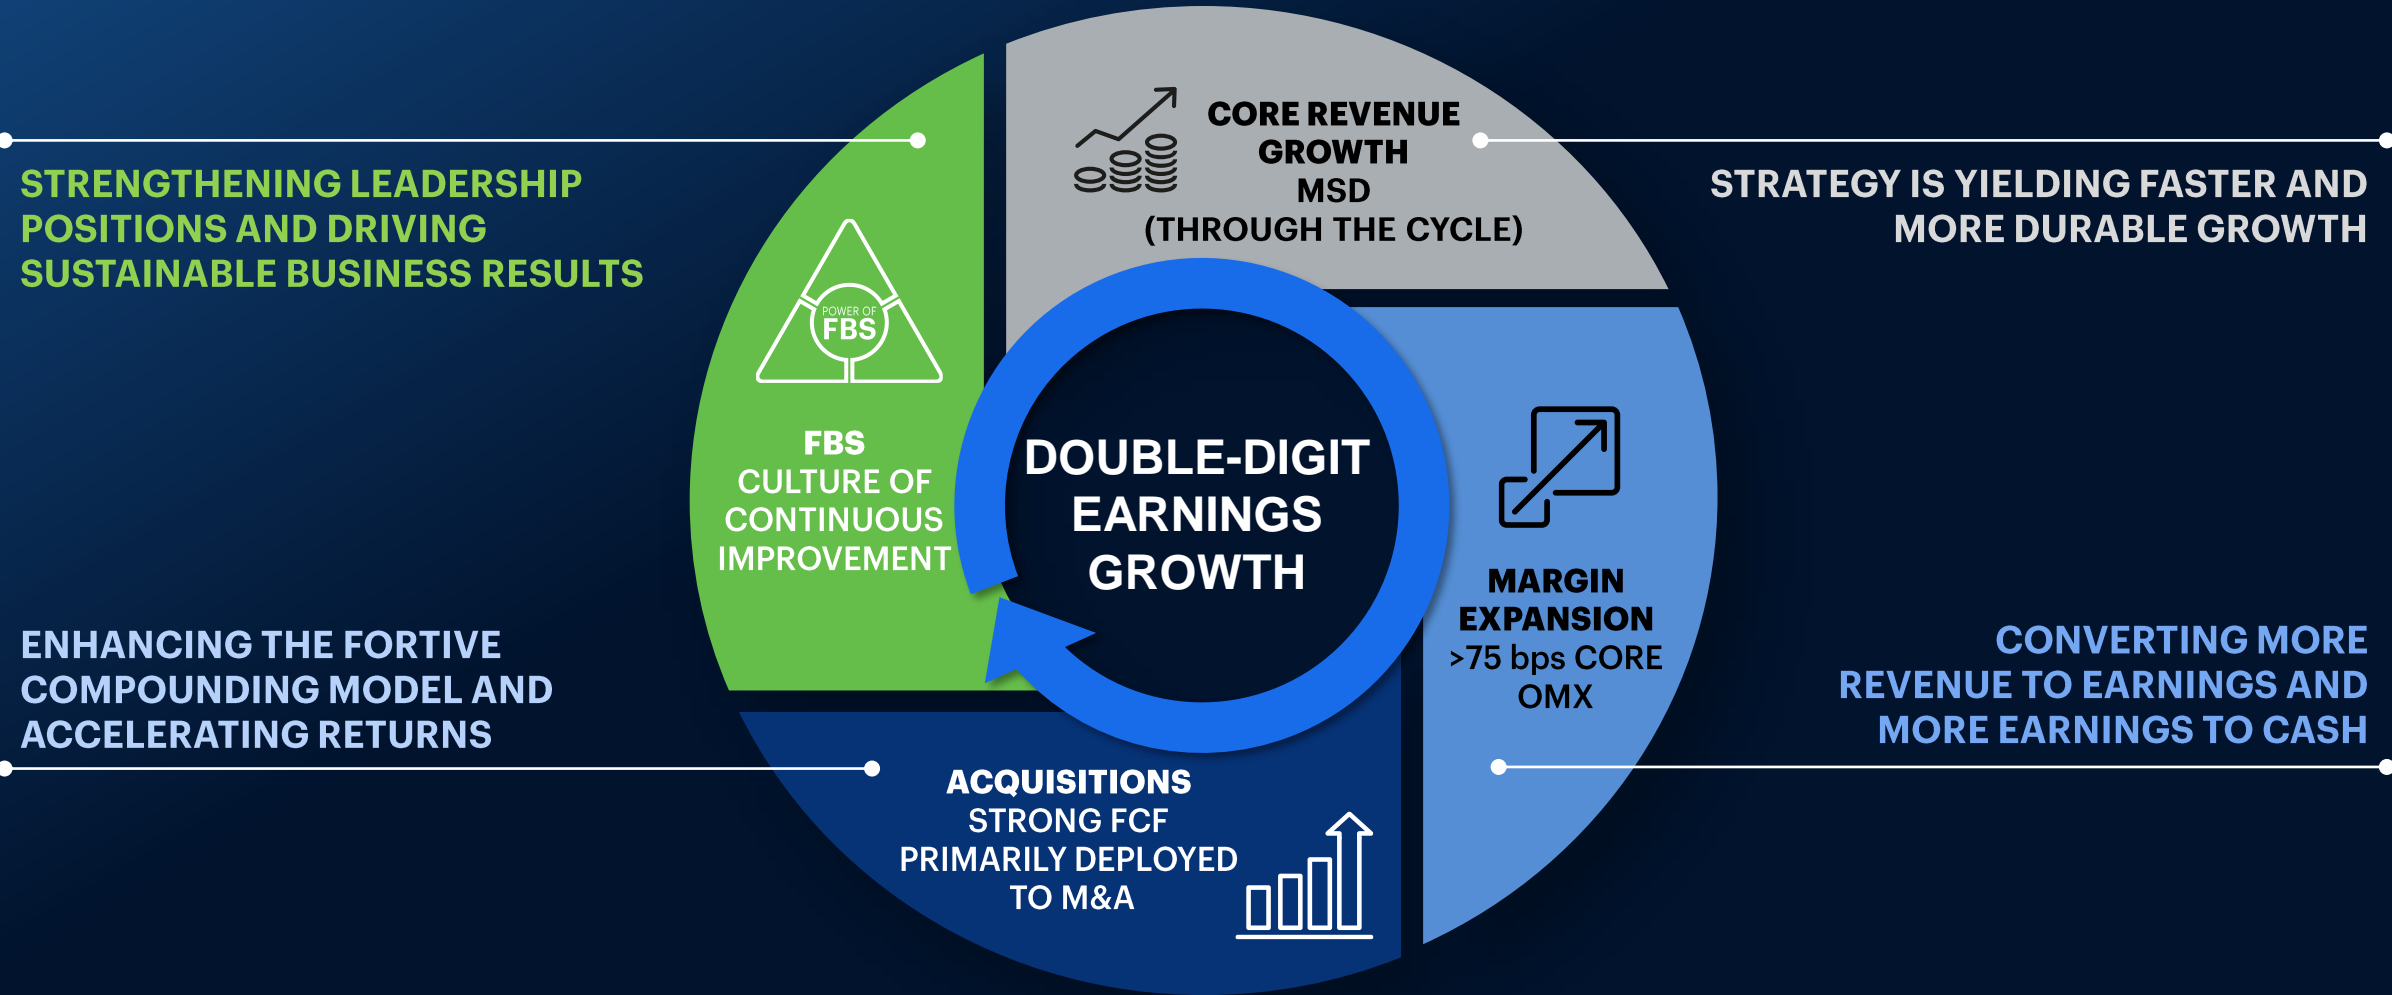 STRENGTHENING LEADERSHIP
POSITIONS AND DRIVING
SUSTAINABLE BUSINESS RESULTS
POWER OF
FBS
FBS
CULTURE OF
CONTINUOUS
IMPROVEMENT
CORE REVENUE
GROWTH
MSD
(THROUGH THE CYCLE)
STRATEGY IS YIELDING FASTER AND
MORE DURABLE GROWTH
DOUBLE-DIGIT
EARNINGS
GROWTH
MARGIN
EXPANSION
>75 bps CORE
OMX
CONVERTING MORE
REVENUE TO EARNINGS AND
MORE EARNINGS TO CASH
ENHANCING THE FORTIVE
COMPOUNDING MODEL AND
ACCELERATING RETURNS
ACQUISITIONS
STRONG FCF
PRIMARILY DEPLOYED
TO M&A